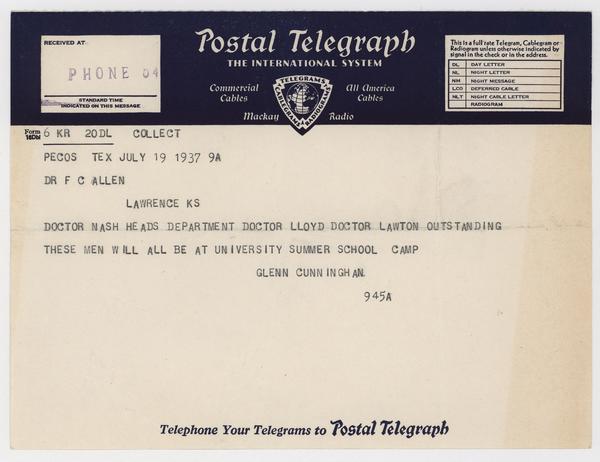 RECEIVED AT
PHONE 04
STANDARD TIME
INDICATED ON THIS MESSAGE
Postal Telegraph
THE INTERNATIONAL SYSTEM
Commercial
Cables
All America
Cables
TELEGRAMS
CABLEGRAMS
RADIOGRAMS
Mackay
Radio
This is a full rate Telegram, Cablegram or
Radiogram unless otherwise indicated by
signal in the check or in the address.
DL DAY LETTER
NL NIGHT LETTER
NM NIGHT MESSAGE
LCO DEFERRED CABLE
NLT NIGHT CABLE LETTER
RADIOGRAM
Form
6 KR 20DL COLLECT
PECOS TEX JULY 19 1937 9A
DR F C ALLEN
LAWRENCE KS
DOCTOR NASH HEADS DEPARTMENT DOCTOR LLOYD DOCTOR LAWTON OUTSTANDING
THESE MEN WILL ALL BE AT UNIVERSITY SUMMER SCHOOL CAMP
GLENN CUNNINGHAN.
945A
Telephone Your Telegrams to Postal Telegraph